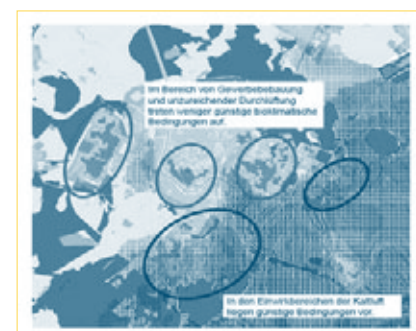 Im Bereich von Gewerbebebauung
und unzureichender Durchlüftung
treten weniger günstige bioklimatische
Bedingungen auf.
In den Einwirkbereichen der Kaltluft
liegen günstige Bedingungen vor.